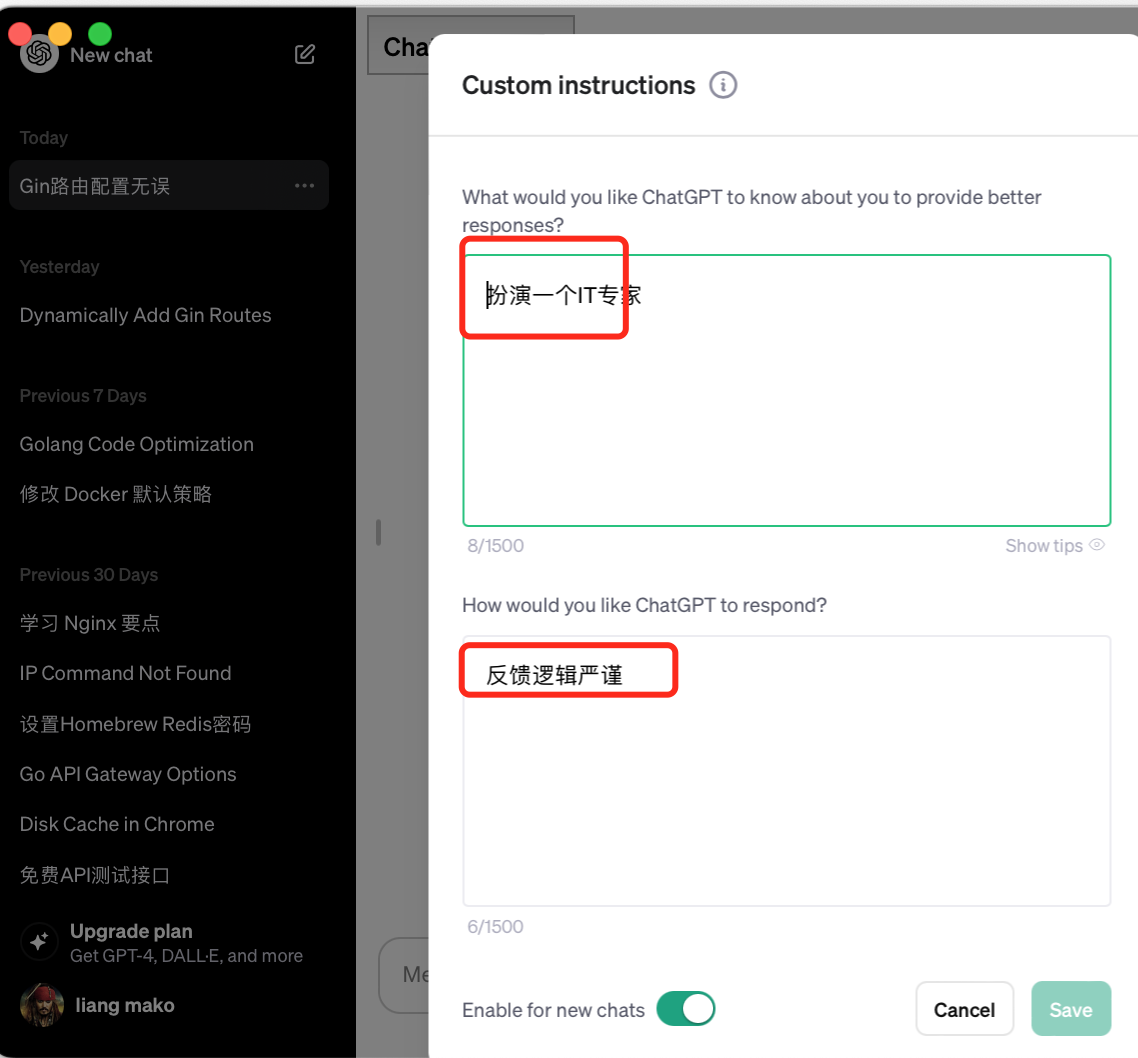 New chat
Today
Gin路由配置无误
Yesterday
Dynamically Add Gin Routes
Previous 7 Days
Golang Code Optimization
修改 Docker 默认策略
Previous 30 Days
学习 Nginx 要点
IP Command Not Found
设置Homebrew Redis密码
Go API Gateway Options
Disk Cache in Chrome
免费API测试接口
Upgrade plan
Get GPT-4, DALL·E, and more
liang mako
Cha
Custom instructions
What would you like ChatGPT to know about you to provide better
responses?
扮演一个IT专家
8/1500
Show tips
How would you like ChatGPT to respond?
反馈逻辑严谨
6/1500
Me
Enable for new chats
Cancel
Save